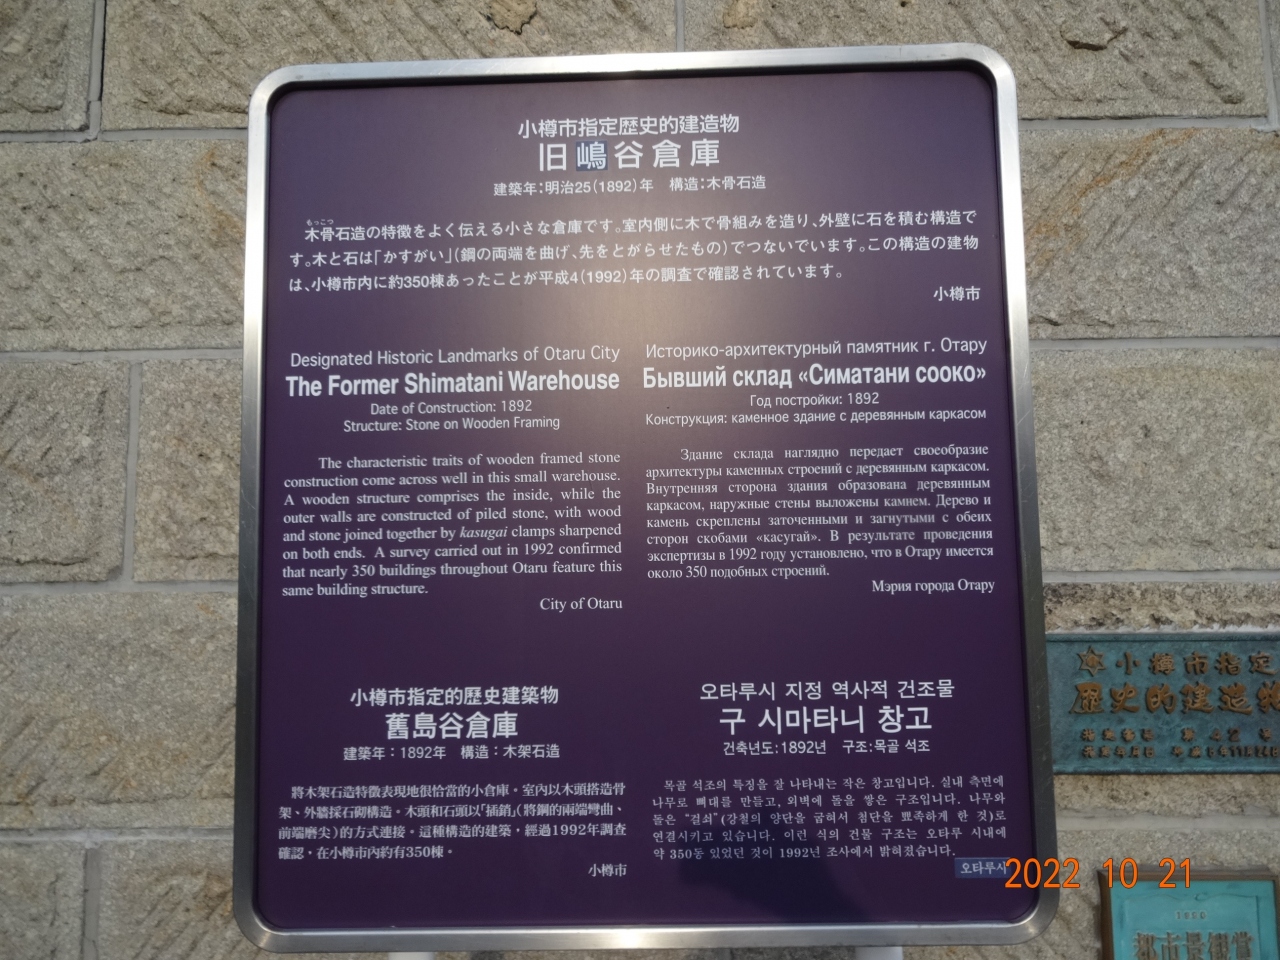 小樽市指定歴史的建造物
旧嶋谷倉庫
建築年:明治25(1892)年 構造:木骨石造
もっこつ
木骨石造の特徴をよく伝える小さな倉庫です。室内側に木で骨組みを造り、外壁に石を積む構造で
す。木と石は「かすがい」(鋼の両端を曲げ、先をとがらせたもの)でつないでいます。この構造の建物
は、小樽市内に約350棟あったことが平成4(1992)年の調査で確認されています。
小樽市
Designated Historic Landmarks of Otaru City
The Former Shimatani Warehouse
Date of Construction: 1892
Structure: Stone on Wooden Framing
The characteristic traits of wooden framed stone
construction come across well in this small warehouse.
A wooden structure comprises the inside, while the
outer walls are constructed of piled stone, with wood
and stone joined together by kasugai clamps sharpened
on both ends. A survey carried out in 1992 confirmed
that nearly 350 buildings throughout Otaru feature this
same building structure.
City of Otaru
Историко-архитектурный памятник г. Отару
Бывший склад «Симатани сооко»
Год постройки: 1892
Конструкция: каменное здание с деревянным каркасом
Здание склада наглядно передает своеобразие
архитектуры каменных строений с деревянным каркасом.
Внутренняя сторона здания образована деревянным
каркасом, наружные стены выложены камнем. Дерево и
камень скреплены заточенными и загнутыми с обеих
сторон скобами «касугай». В результате проведения
экспертизы в 1992 году установлено, что в Отару имеется
около 350 подобных строений.
Мэрия города Отару
小樽市指定的歷史建築物
舊島谷倉庫
建築年：1892年 構造：木架石造
將木架石造特徵表現地很恰當的小倉庫。室內以木頭搭造骨
架、外牆採石砌構造。木頭和石頭以「插銷」(將鋼的兩端彎曲、
前端磨尖)的方式連接。這種構造的建築，經過1992年調查
確認，在小樽市內約有350棟。
小樽市
오타루시 지정 역사적 건조물
구 시마타니 창고
건축년도:1892년 구조:목골 석조
목골 석조의 특징을 잘 나타내는 작은 창고입니다. 실내 측면에
나무로 뼈대를 만들고, 외벽에 돌을 쌓은 구조입니다. 나무와
돌은 "걸쇠"(강철의 양단을 굽혀서 첨단을 뾰족하게 한 것)로
연결시키고 있습니다. 이런 식의 건물 구조는 오타루 시내에
약 350동 있었던 것이 1992년 조사에서 밝혀졌습니다.
오타루시
小樽市指定
歴史的建造物
1890
都市景観賞
2022 10 21